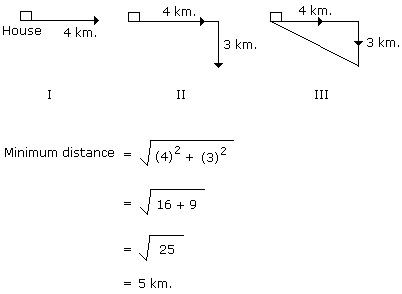 4 km.
House
4 km.
3 km.
4 km.
3 km.
I II III
Minimum distance = √(4)² + (3)²
= √16 + 9
= √25
= 5 km.